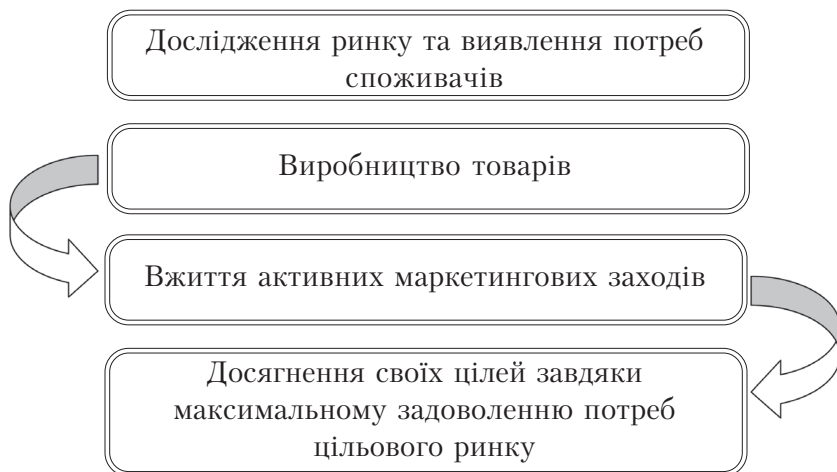 Дослідження ринку та виявлення потреб
споживачів
Виробництво товарів
Вжиття активних маркетингових заходів
Досягнення своїх цілей завдяки
максимальному задоволенню потреб
цільового ринку